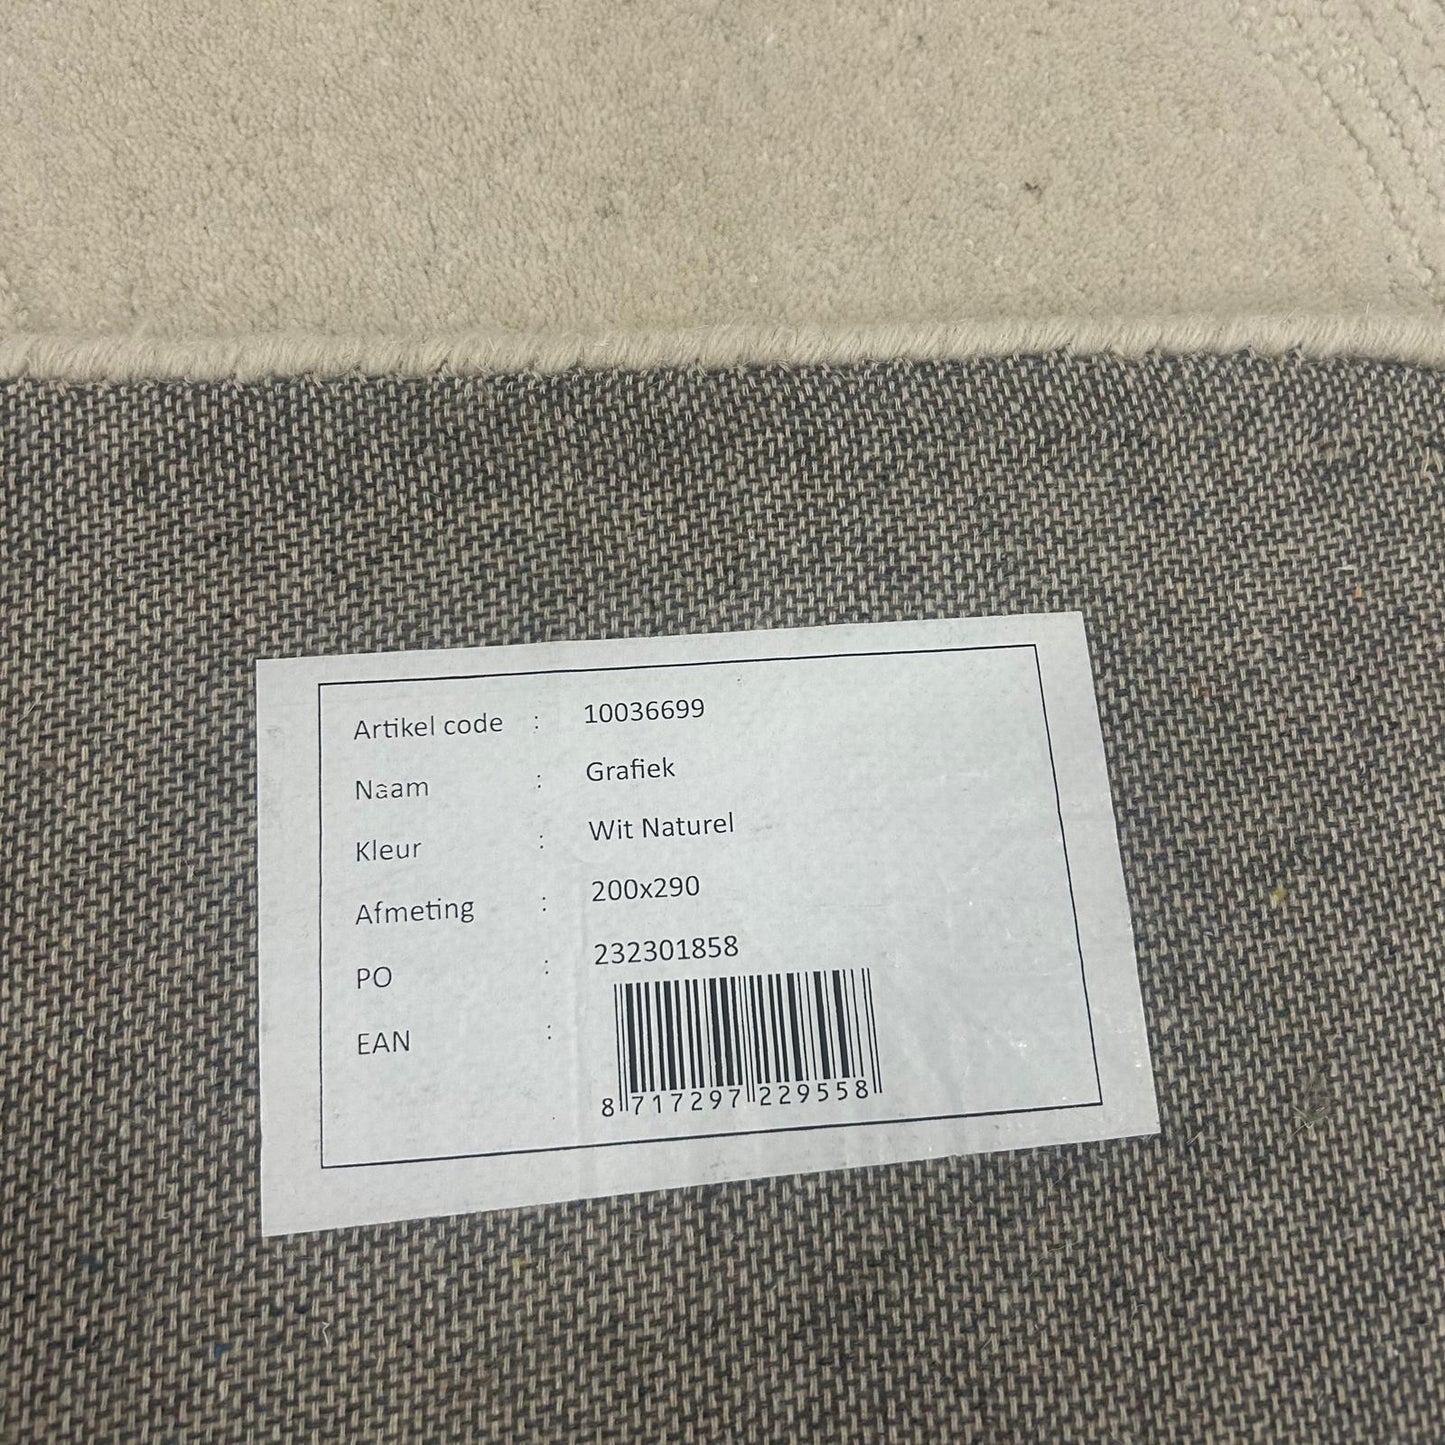 Artikel code : 10036699
Naam : Grafiek
Kleur : Wit Naturel
Afmeting : 200x290
PO : 232301858
EAN :
8 717297 229558